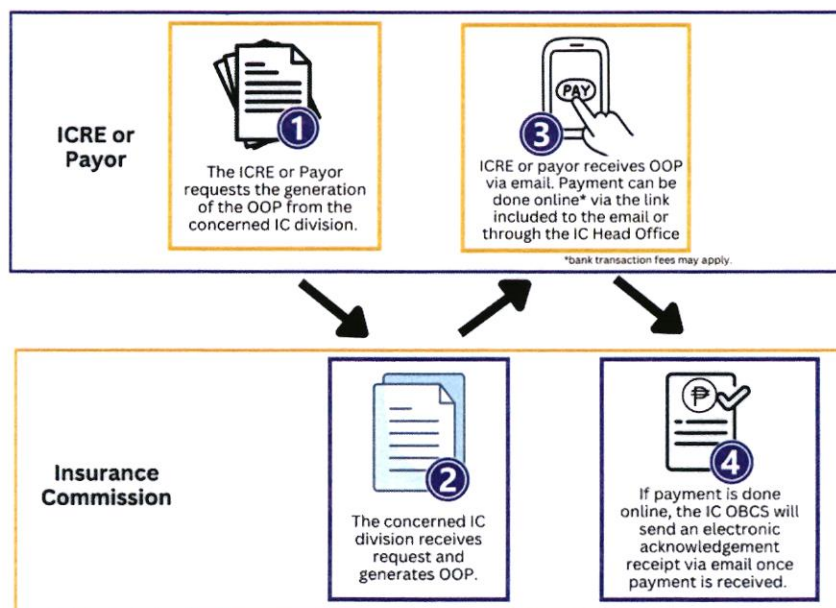 ICRE or
Payor
1
The ICRE or Payor
requests the generation
of the OOP from the
concerned IC division.
PAY
3
ICRE or payor receives OOP
via email. Payment can be
done online* via the link
included to the email or
through the IC Head Office
*bank transaction fees may apply.
Insurance
Commission
2
The concerned IC
division receives
request and
generates OOP.
₱
4
If payment is done
online, the IC OBCS will
send an electronic
acknowledgement
receipt via email once
payment is received.